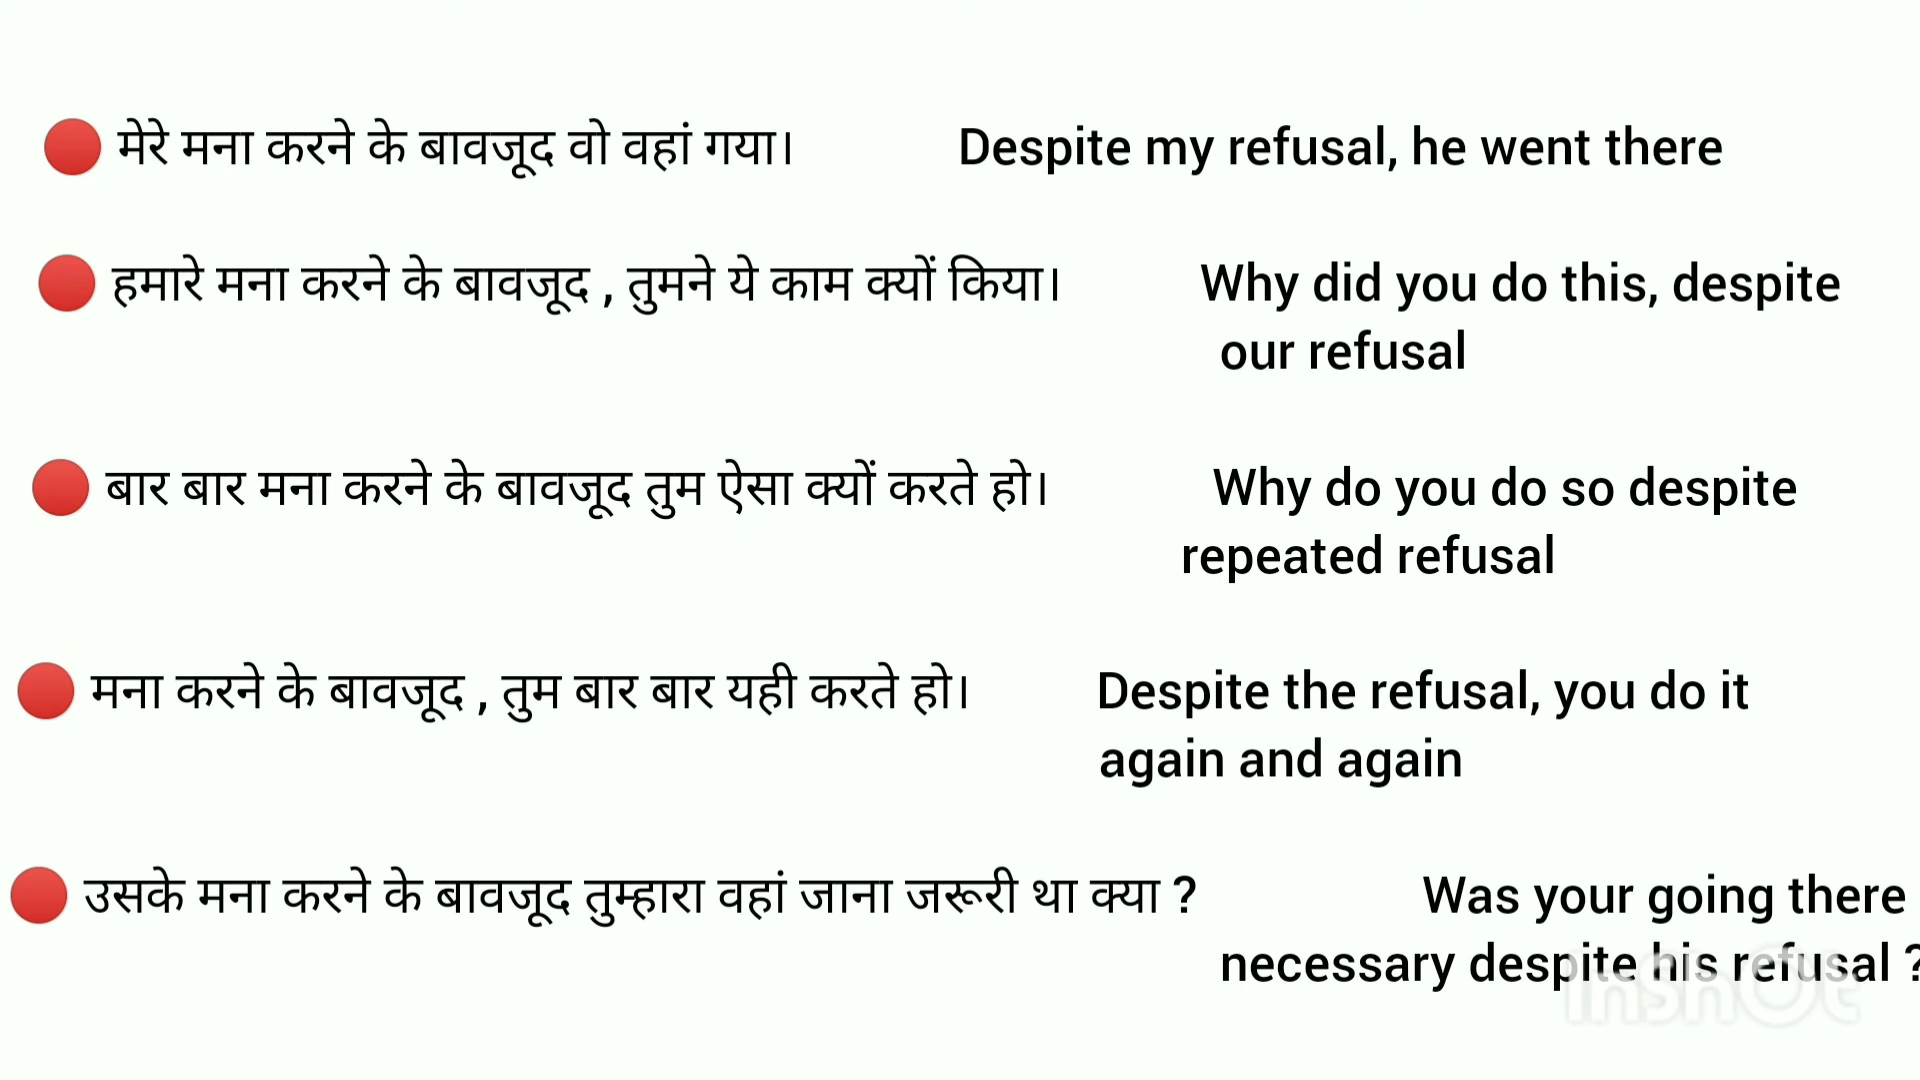 🔴 मेरे मना करने के बावजूद वो वहां गया। Despite my refusal, he went there
🔴 हमारे मना करने के बावजूद , तुमने ये काम क्यों किया। Why did you do this, despite
our refusal
🔴 बार बार मना करने के बावजूद तुम ऐसा क्यों करते हो। Why do you do so despite
repeated refusal
🔴 मना करने के बावजूद , तुम बार बार यही करते हो। Despite the refusal, you do it
again and again
🔴 उसके मना करने के बावजूद तुम्हारा वहां जाना जरूरी था क्या ? Was your going there
necessary despite his refusal ?
InShOt